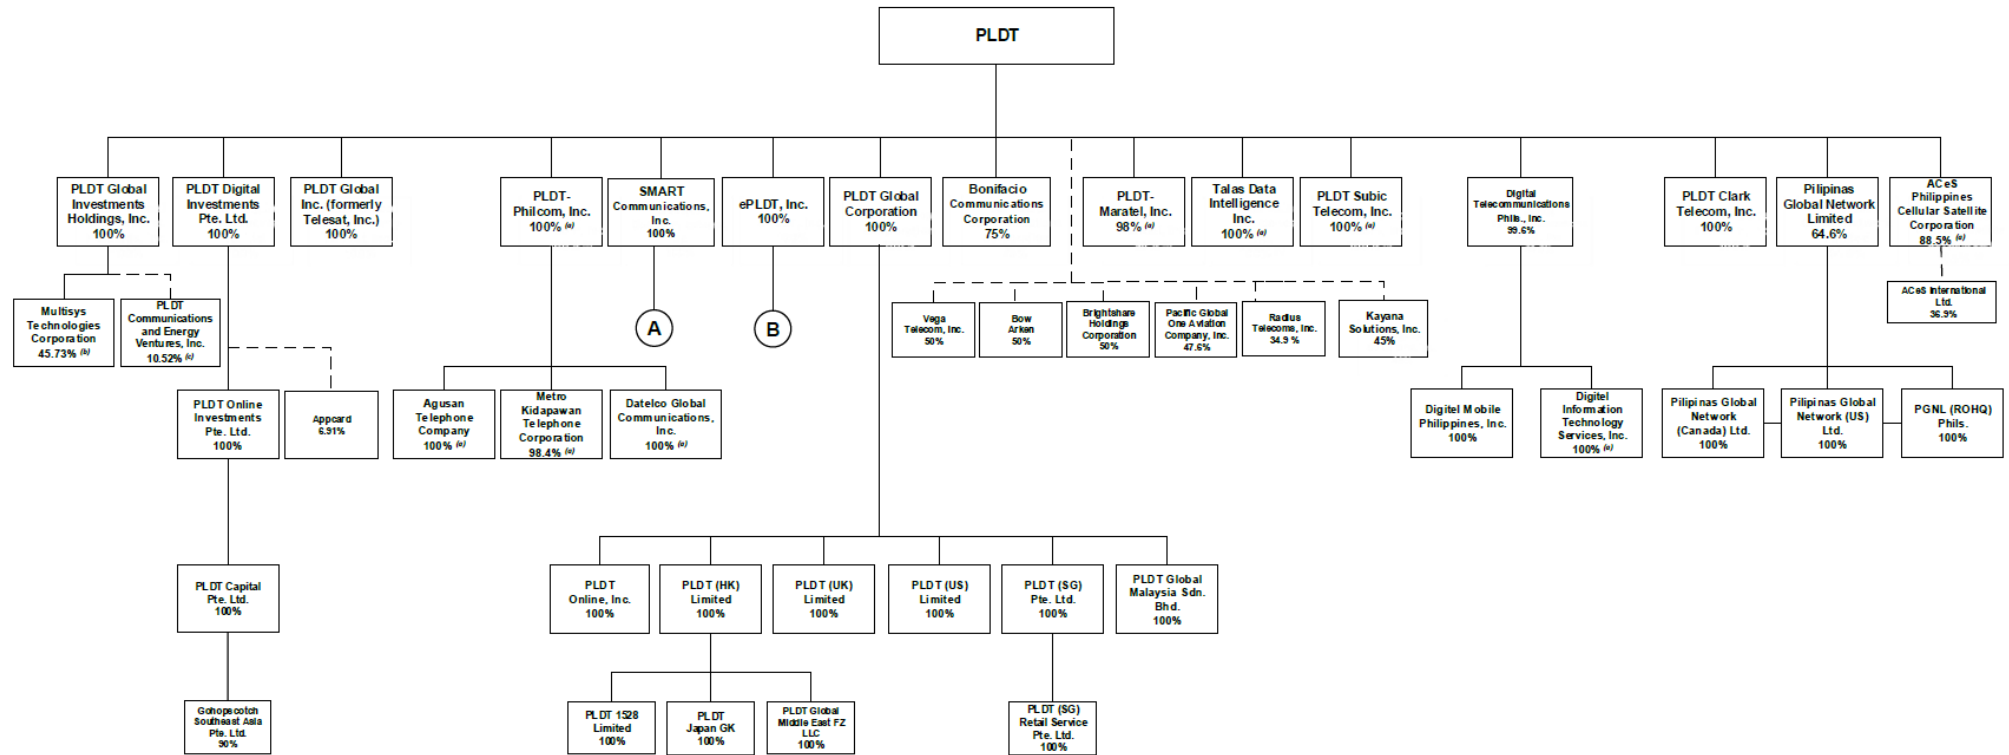 PLDT
PLDT Global
Investments
Holdings, Inc.
100%
PLDT Digital
Investments
Pte. Ltd.
100%
PLDT Global
Inc. (formerly
Telesat, Inc.)
100%
PLDT-
Philcom, Inc.
100% (a)
SMART
Communications,
Inc.
100%
ePLDT, Inc.
100%
PLDT Global
Corporation
100%
Bonifacio
Communications
Corporation
75%
PLDT-
Maratel, Inc.
98% (a)
Talas Data
Intelligence
Inc.
100% (a)
PLDT Subic
Telecom, Inc.
100% (a)
Digital
Telecommunications
Phils., Inc.
99.6%
PLDT Clark
Telecom, Inc.
100%
Pilipinas
Global Network
Limited
64.6%
ACeS
Philippines
Cellular Satellite
Corporation
88.5% (a)
Multisys
Technologies
Corporation
45.73% (b)
PLDT
Communications
and Energy
Ventures, Inc.
10.52% (c)
A
B
Vega
Telecom, Inc.
50%
Bow
Arken
50%
Brightshare
Holdings
Corporation
50%
Pacific Global
One Aviation
Company, Inc.
47.6%
Radius
Telecoms, Inc.
34.9 %
Kayana
Solutions, Inc.
45%
ACeS International
Ltd.
36.9%
PLDT Online
Investments
Pte. Ltd.
100%
Appcard
6.91%
Agusan
Telephone
Company
100% (a)
Metro
Kidapawan
Telephone
Corporation
98.4% (a)
Datelco Global
Communications,
Inc.
100% (a)
Digitel Mobile
Philippines, Inc.
100%
Digitel
Information
Technology
Services, Inc.
100% (a)
Pilipinas Global
Network
(Canada) Ltd.
100%
Pilipinas Global
Network (US)
Ltd.
100%
PGNL (ROHQ)
Phils.
100%
PLDT Capital
Pte. Ltd.
100%
PLDT
Online, Inc.
100%
PLDT (HK)
Limited
100%
PLDT (UK)
Limited
100%
PLDT (US)
Limited
100%
PLDT (SG)
Pte. Ltd.
100%
PLDT Global
Malaysia Sdn.
Bhd.
100%
Gohopscotch
Southeast Asia
Pte. Ltd.
90%
PLDT 1528
Limited
100%
PLDT
Japan GK
100%
PLDT Global
Middle East FZ
LLC
100%
PLDT (SG)
Retail Service
Pte. Ltd.
100%